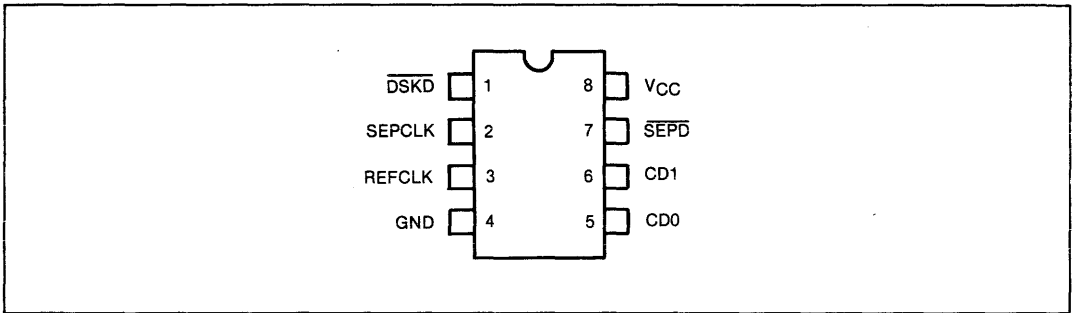 DSKD 1 8 VCC
SEPCLK 2 7 SEPD
REFCLK 3 6 CD1
GND 4 5 CD0